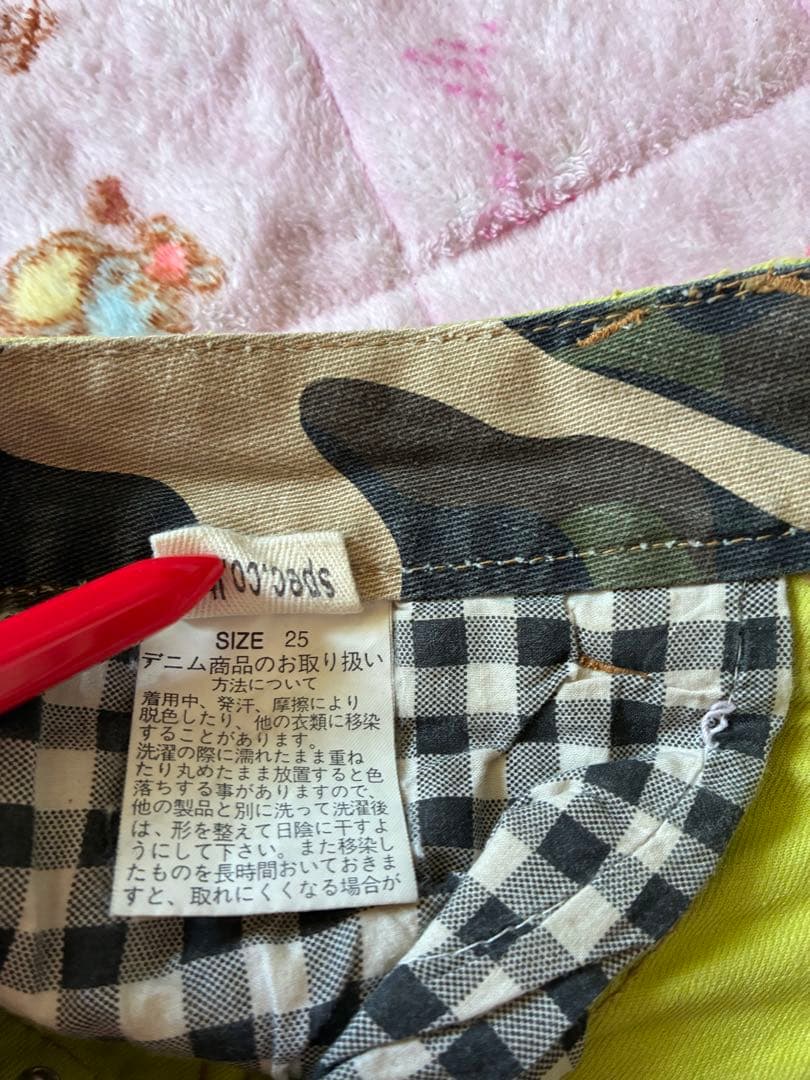 spec.co.
SIZE 25
デニム商品のお取り扱い
方法について
着用中、発汗、摩擦により
脱色したり、他の衣類に移染
することがあります。
洗濯の際に濡れたまま重ね
たり丸めたまま放置すると色
落ちする事がありますので、
他の製品と別に洗って洗濯後
は、形を整えて日陰に干すよ
うにして下さい。また移染し
たものを長時間おいておきま
すと、取れにくくなる場合が